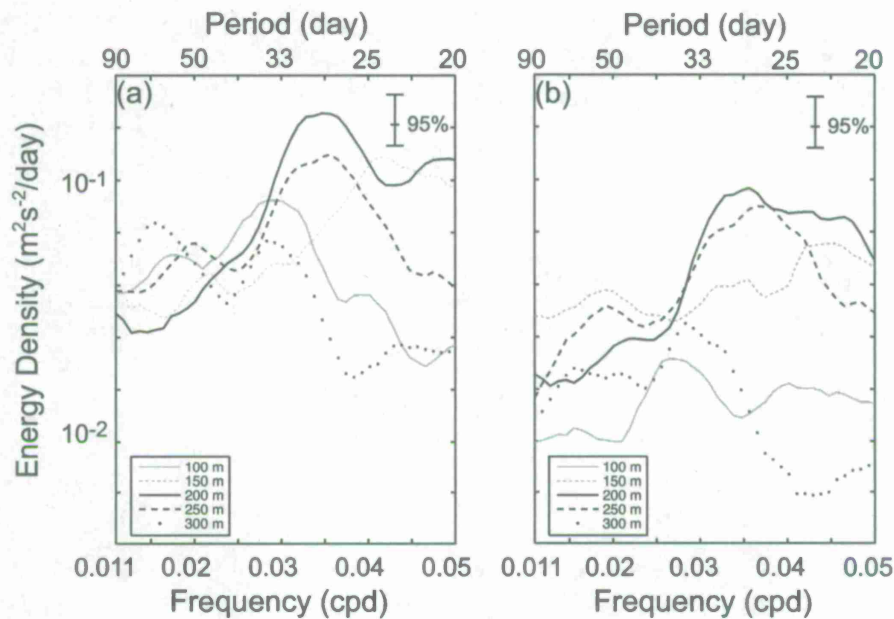 Period (day)
90 50 33 25 20
(a)
95%
Energy Density (m²s⁻²/day)
10⁻¹
10⁻²
100 m
150 m
200 m
250 m
300 m
0.011 0.02 0.03 0.04 0.05
Frequency (cpd)
Period (day)
90 50 33 25 20
(b)
95%
100 m
150 m
200 m
250 m
300 m
0.011 0.02 0.03 0.04 0.05
Frequency (cpd)